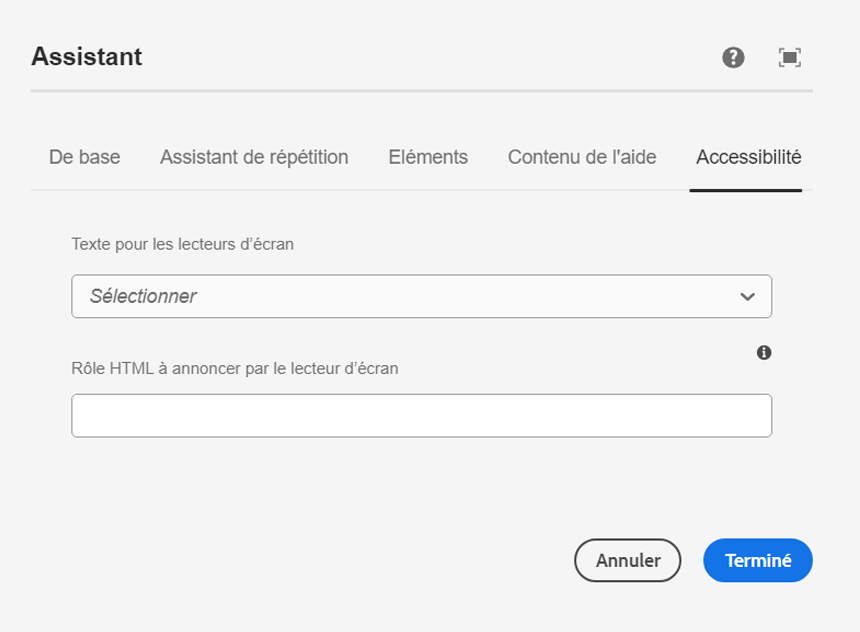 Assistant
De base
Assistant de répétition
Eléments
Contenu de l'aide
Accessibilité
Texte pour les lecteurs d’écran
Sélectionner
Rôle HTML à annoncer par le lecteur d’écran
Annuler
Terminé